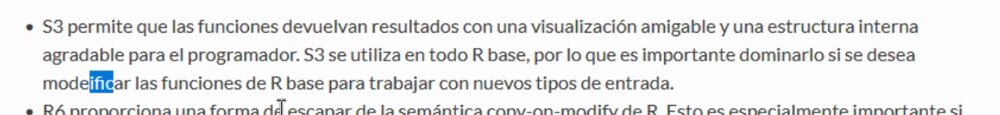 • S3 permite que las funciones devuelvan resultados con una visualización amigable y una estructura interna
agradable para el programador. S3 se utiliza en todo R base, por lo que es importante dominarlo si se desea
modeificar las funciones de R base para trabajar con nuevos tipos de entrada.
• R6 proporciona una forma de escapar de la semántica copy-on-modify de R. Esto es especialmente importante si